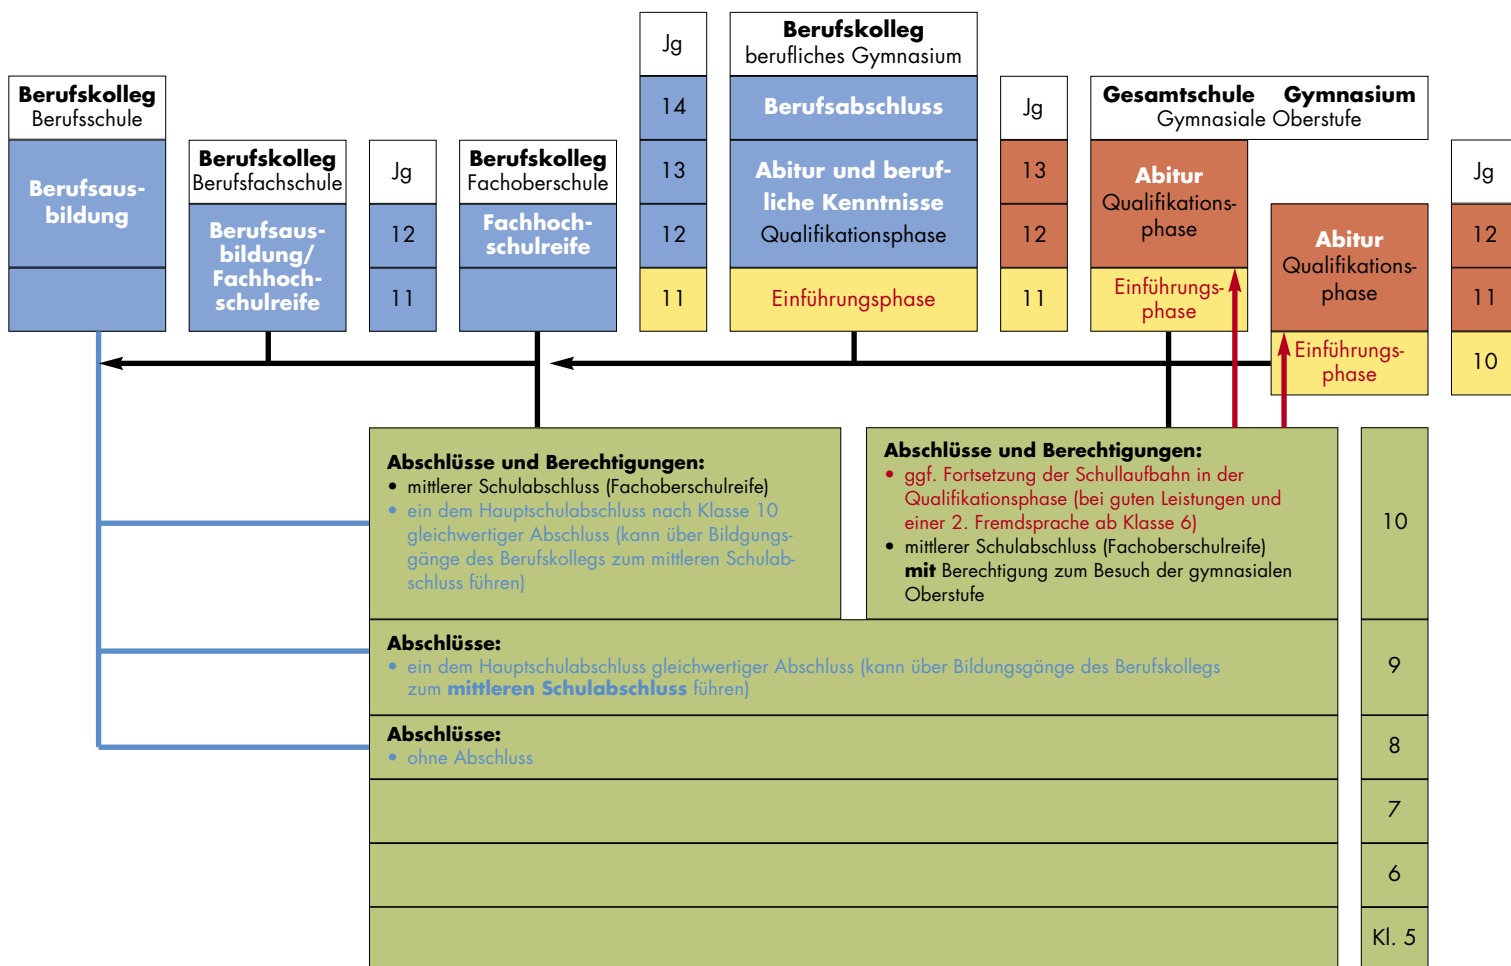 Berufskolleg
Berufsschule
Berufsaus-
bildung
Berufskolleg
Berufsfachschule
Berufsaus-
bildung/
Fachhoch-
schulreife
Jg
12
11
Berufskolleg
Fachoberschule
Fachhoch-
schulreife
Jg
14
13
12
11
Berufskolleg
berufliches Gymnasium
Berufsabschluss
Abitur und beruf-
liche Kenntnisse
Qualifikationsphase
Einführungsphase
Jg
13
12
11
Gesamtschule Gymnasium
Gymnasiale Oberstufe
Abitur
Qualifikations-
phase
Einführungs-
phase
Abitur
Qualifikations-
phase
Einführungs-
phase
Jg
12
11
10
Abschlüsse und Berechtigungen:
• mittlerer Schulabschluss (Fachoberschulreife)
• ein dem Hauptschulabschluss nach Klasse 10
gleichwertiger Abschluss (kann über Bildgungs-
gänge des Berufskollegs zum mittleren Schulab-
schluss führen)
Abschlüsse und Berechtigungen:
• ggf. Fortsetzung der Schullaufbahn in der
Qualifikationsphase (bei guten Leistungen und
einer 2. Fremdsprache ab Klasse 6)
• mittlerer Schulabschluss (Fachoberschulreife)
mit Berechtigung zum Besuch der gymnasialen
Oberstufe
10
Abschlüsse:
• ein dem Hauptschulabschluss gleichwertiger Abschluss (kann über Bildungsgänge des Berufskollegs
zum mittleren Schulabschluss führen)
9
Abschlüsse:
• ohne Abschluss
8
7
6
Kl. 5